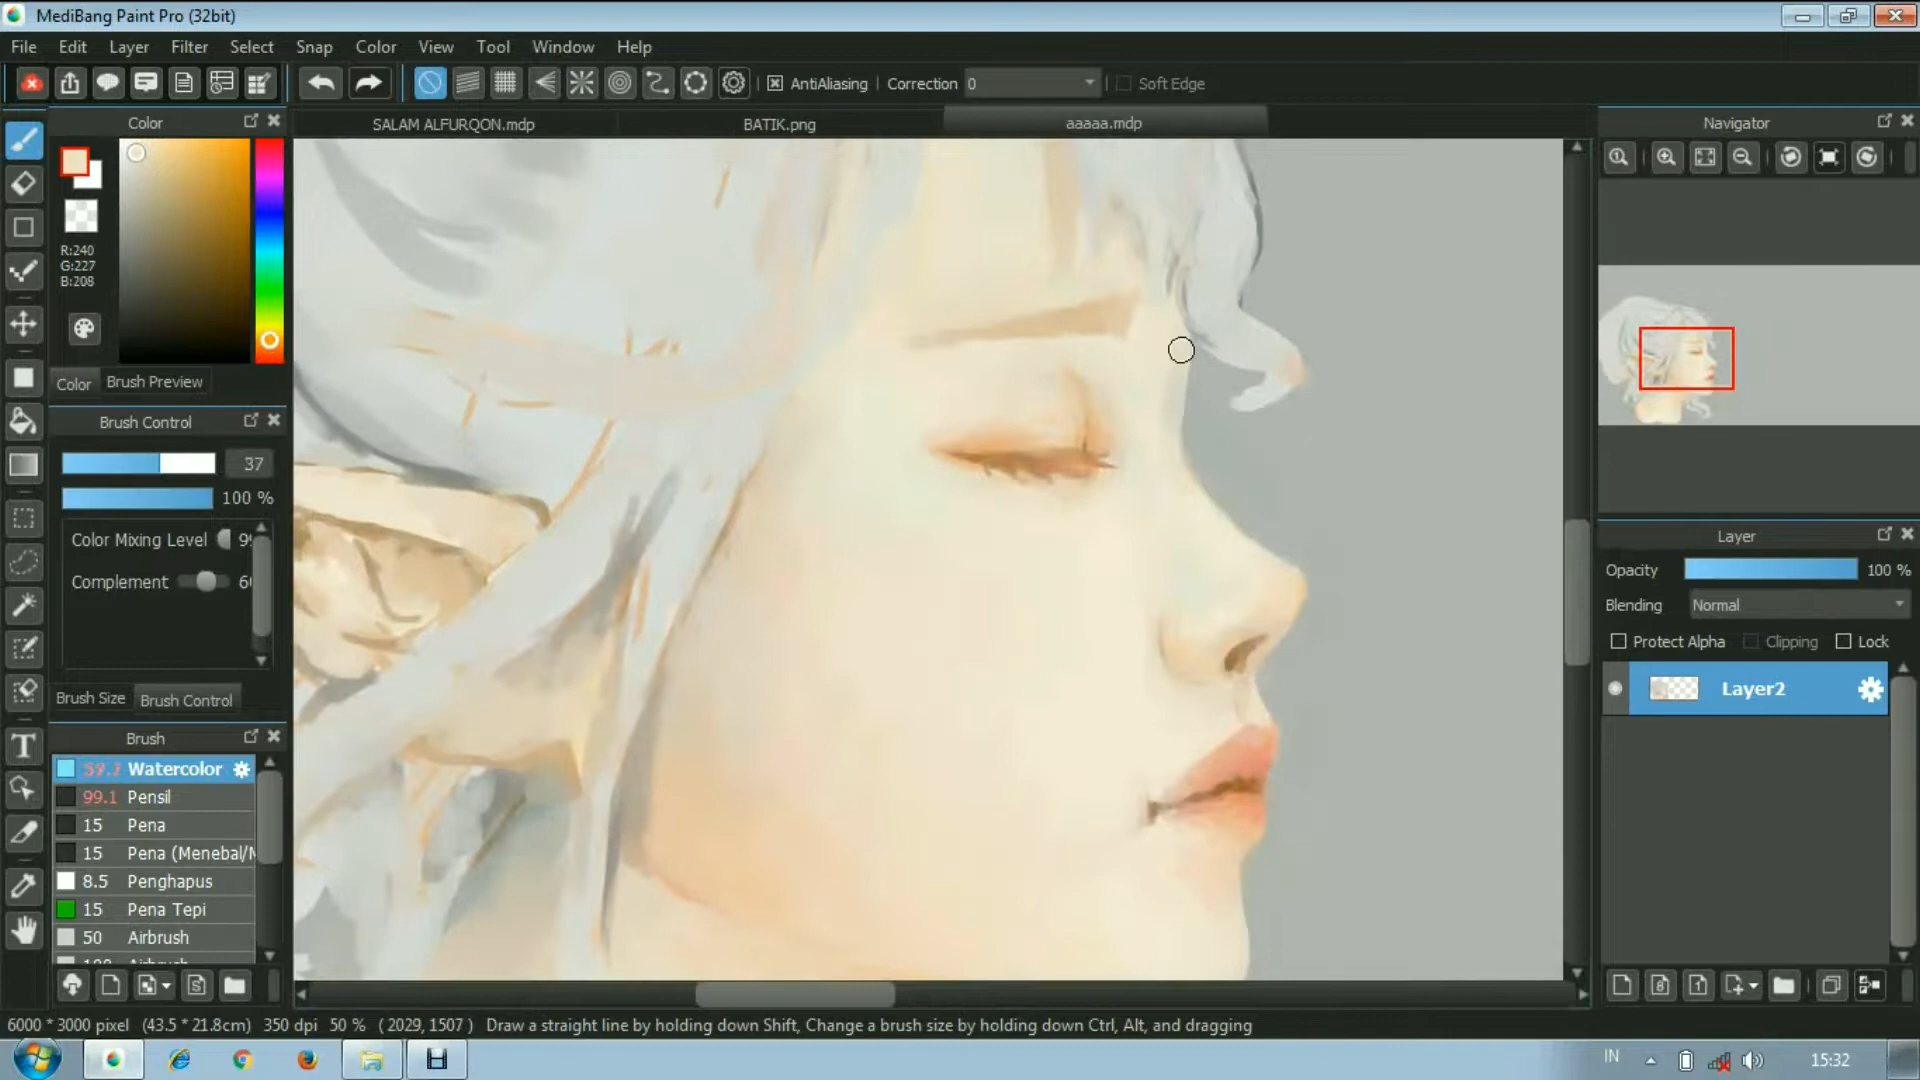 MediBang Paint Pro (32bit)
File Edit Layer Filter Select Snap Color View Tool Window Help
AntiAliasing Correction 0 Soft Edge
Color
SALAM ALFURQON.mdp BATIK.png aaaaa.mdp
Navigator
R:240
G:227
B:208
Color Brush Preview
Brush Control
37
100 %
Color Mixing Level
Complement
Brush Size Brush Control
Brush
Watercolor
99.1 Pensil
15 Pena
15 Pena (Menebal/
8.5 Penghapus
15 Pena Tepi
50 Airbrush
Layer
Opacity 100 %
Blending Normal
Protect Alpha Clipping Lock
Layer2
6000 * 3000 pixel (43.5 * 21.8cm) 350 dpi 50 % ( 2029, 1507 ) Draw a straight line by holding down Shift, Change a brush size by holding down Ctrl, Alt, and dragging
IN 15:32